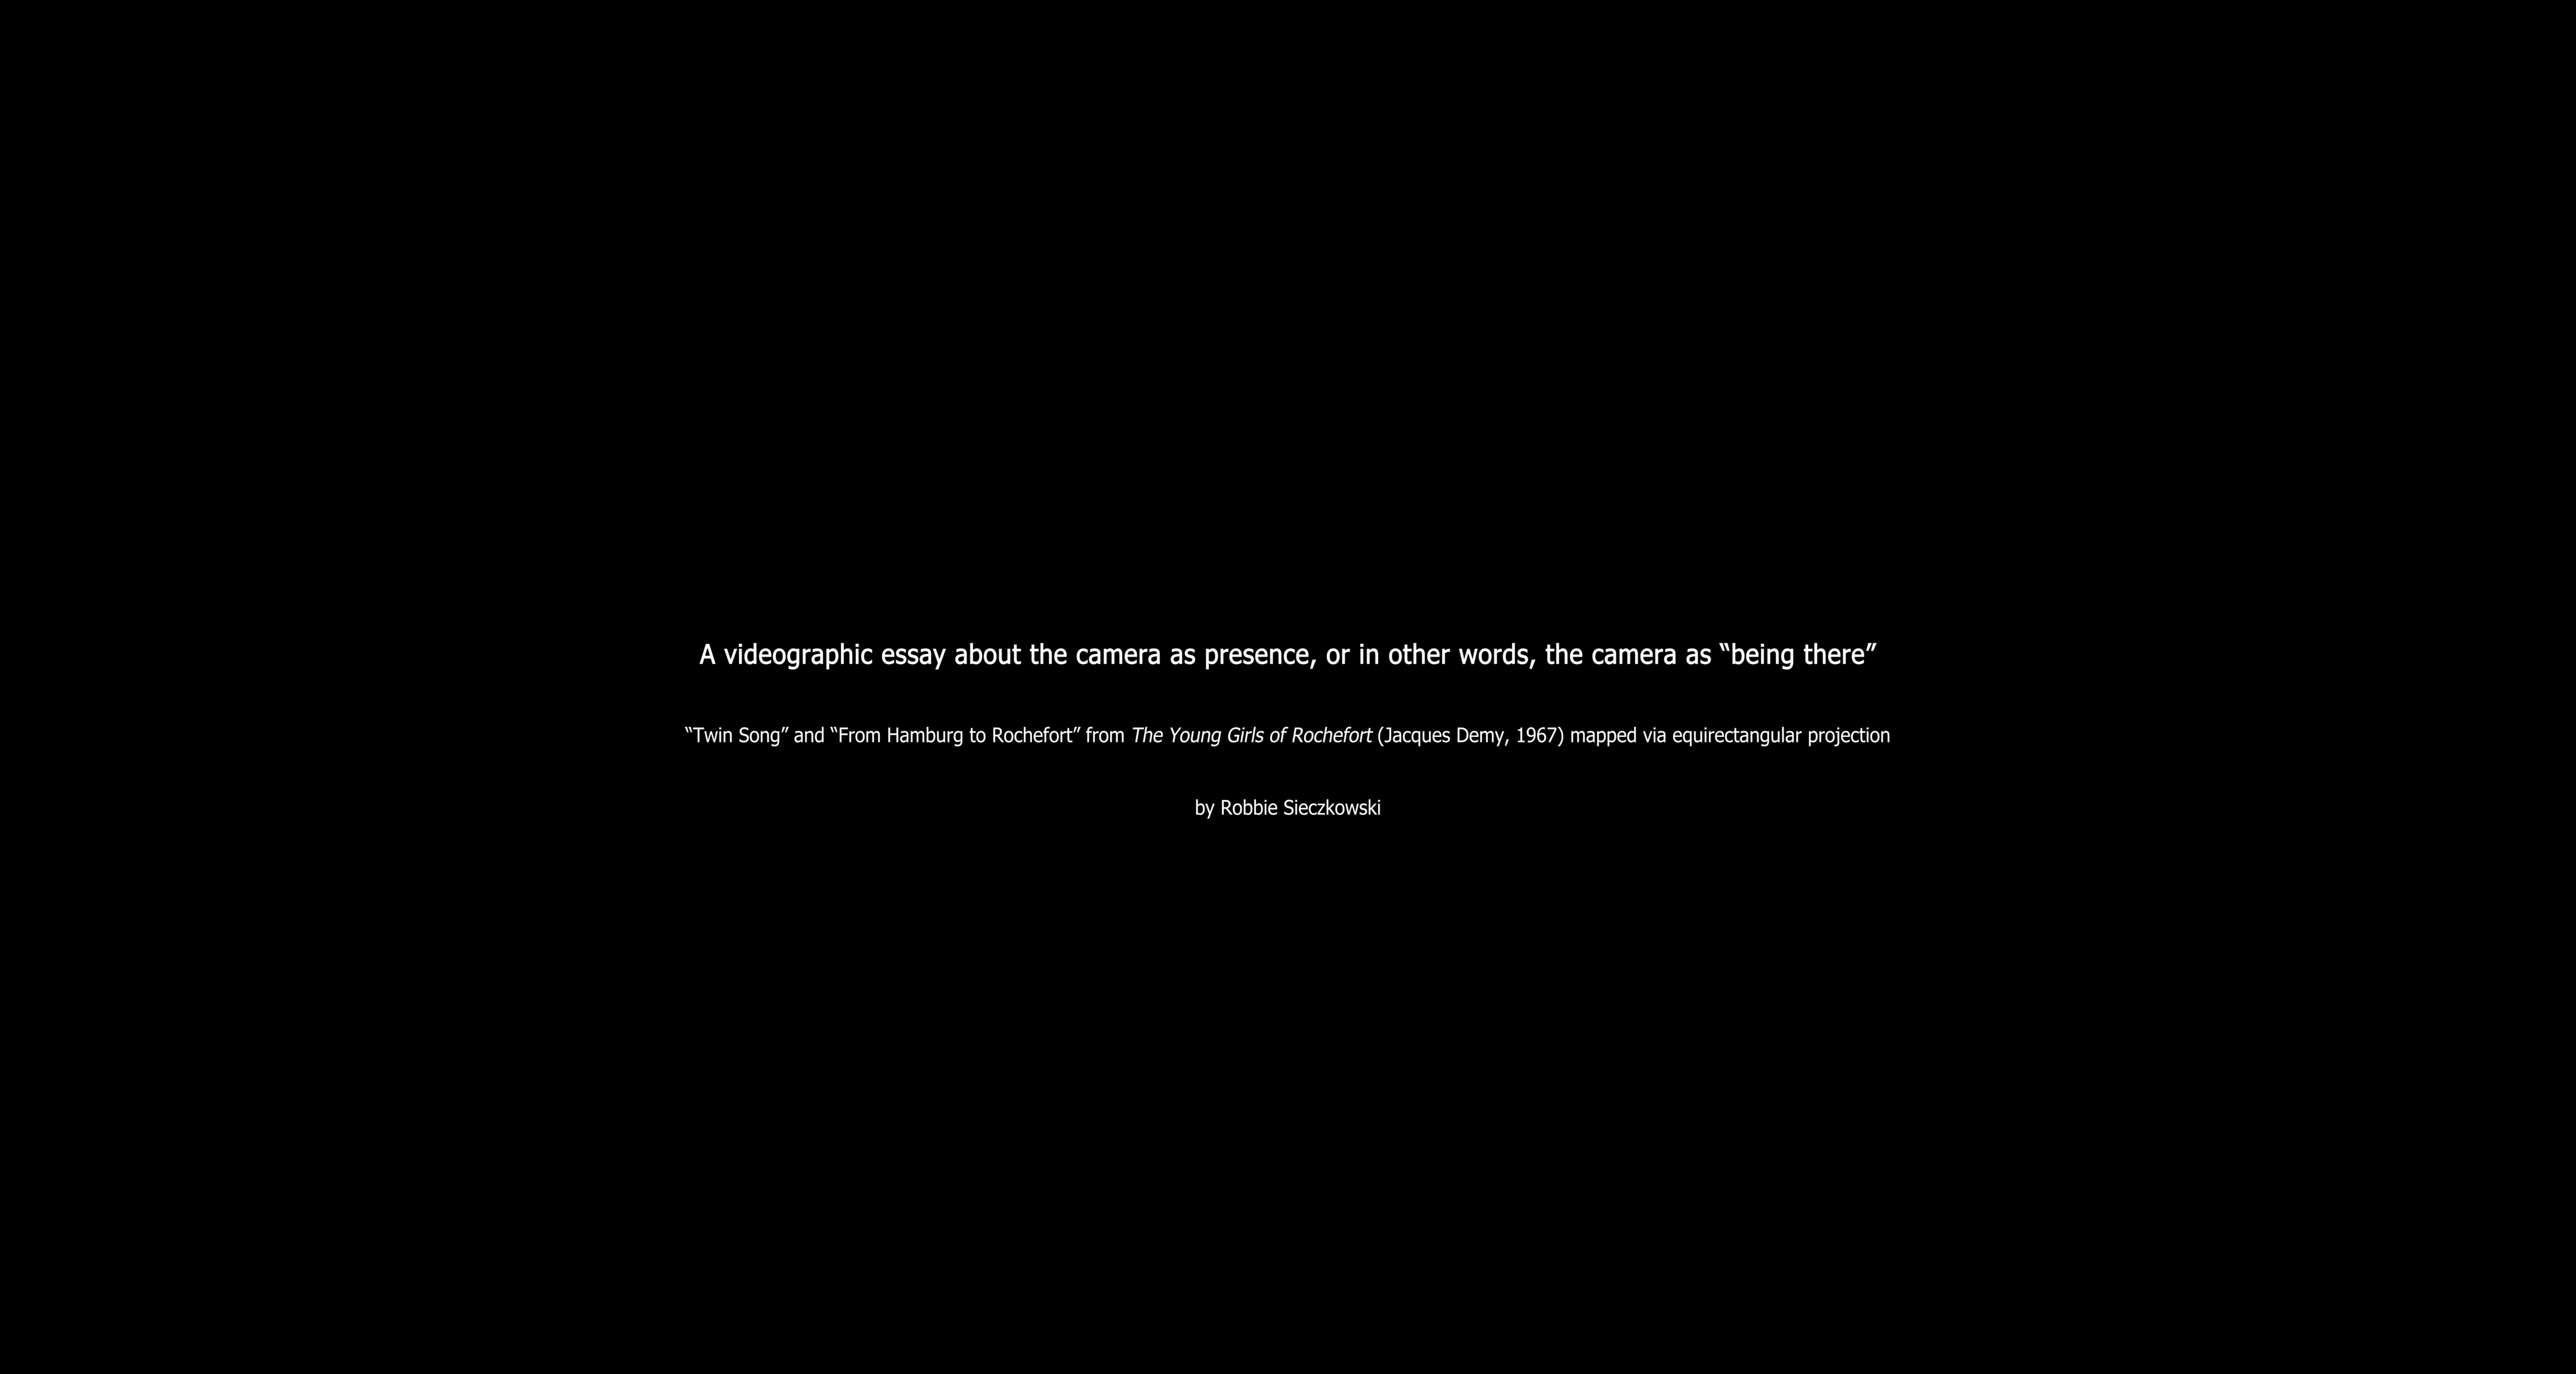 A videographic essay about the camera as presence, or in other words, the camera as “being there”
“Twin Song” and “From Hamburg to Rochefort” from The Young Girls of Rochefort (Jacques Demy, 1967) mapped via equirectangular projection
by Robbie Sieczkowski